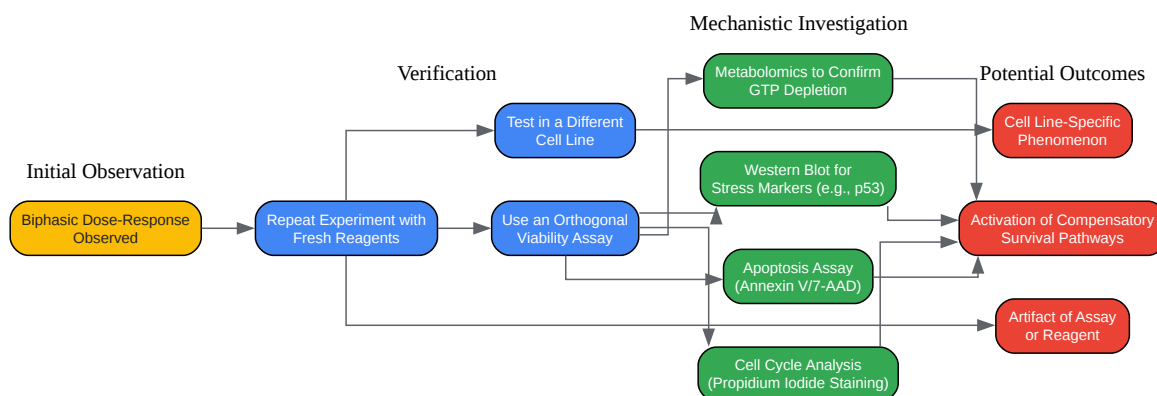 Mechanistic Investigation
Verification
Metabolomics to Confirm
GTP Depletion
Potential Outcomes
Test in a Different
Cell Line
Cell Line-Specific
Phenomenon
Initial Observation
Western Blot for
Stress Markers (e.g., p53)
Biphasic Dose-Response
Observed
Repeat Experiment with
Fresh Reagents
Use an Orthogonal
Viability Assay
Activation of Compensatory
Survival Pathways
Apoptosis Assay
(Annexin V/7-AAD)
Artifact of Assay
or Reagent
Cell Cycle Analysis
(Propidium Iodide Staining)